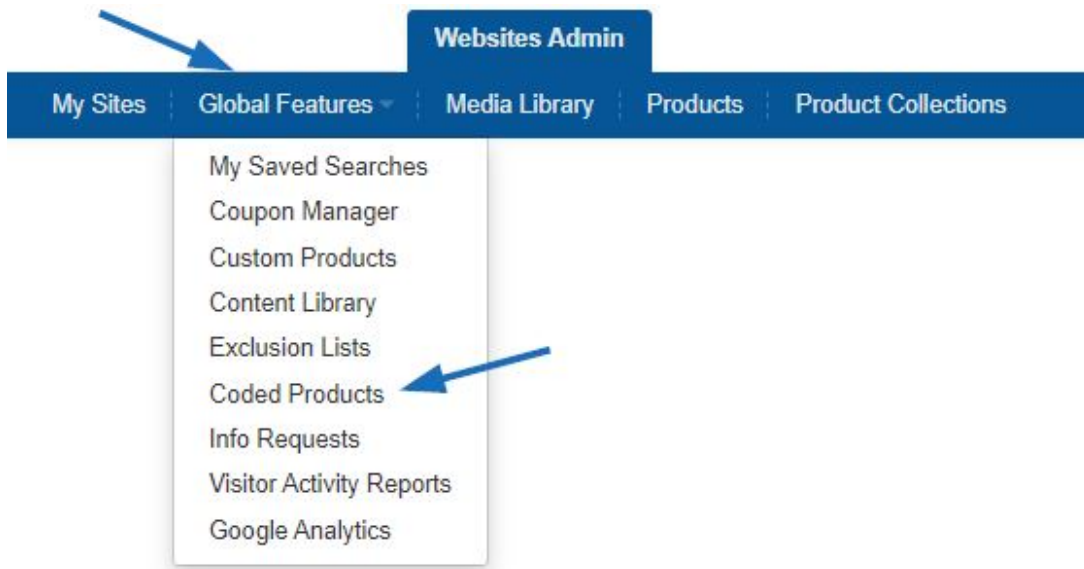 Websites Admin
My Sites Global Features Media Library Products Product Collections
My Saved Searches
Coupon Manager
Custom Products
Content Library
Exclusion Lists
Coded Products
Info Requests
Visitor Activity Reports
Google Analytics